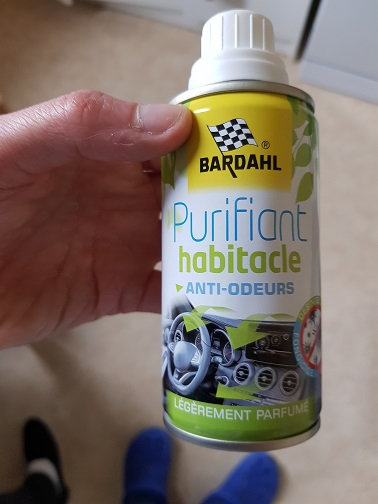 BARDAHL®
Purifiant
habitacle
ANTI-ODEURS
LÉGÈREMENT PARFUMÉ